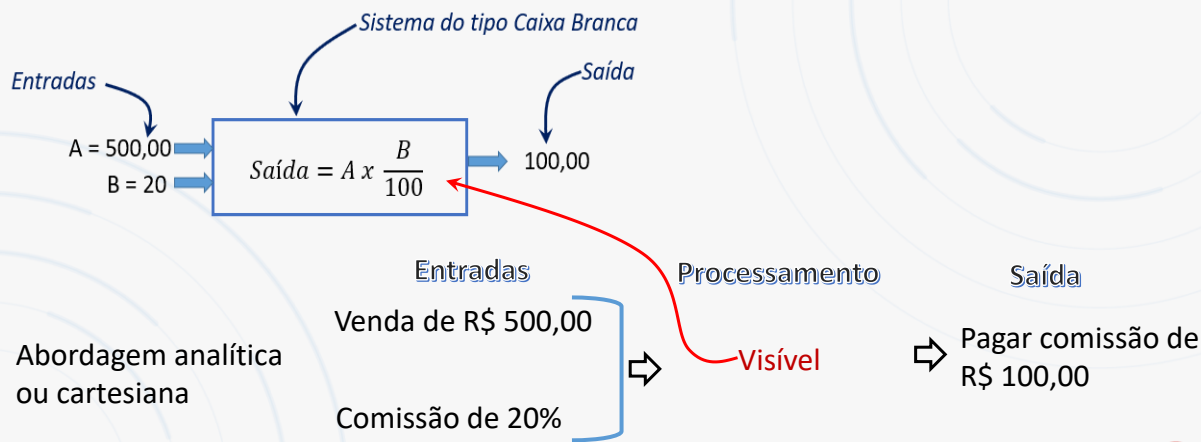 Sistema do tipo Caixa Branca
Entradas
Saída
A = 500,00
B = 20
Saída = A x B/100
100,00
Entradas
Processamento
Saída
Venda de R$ 500,00
Abordagem analítica
ou cartesiana
Visível
Pagar comissão de
R$ 100,00
Comissão de 20%